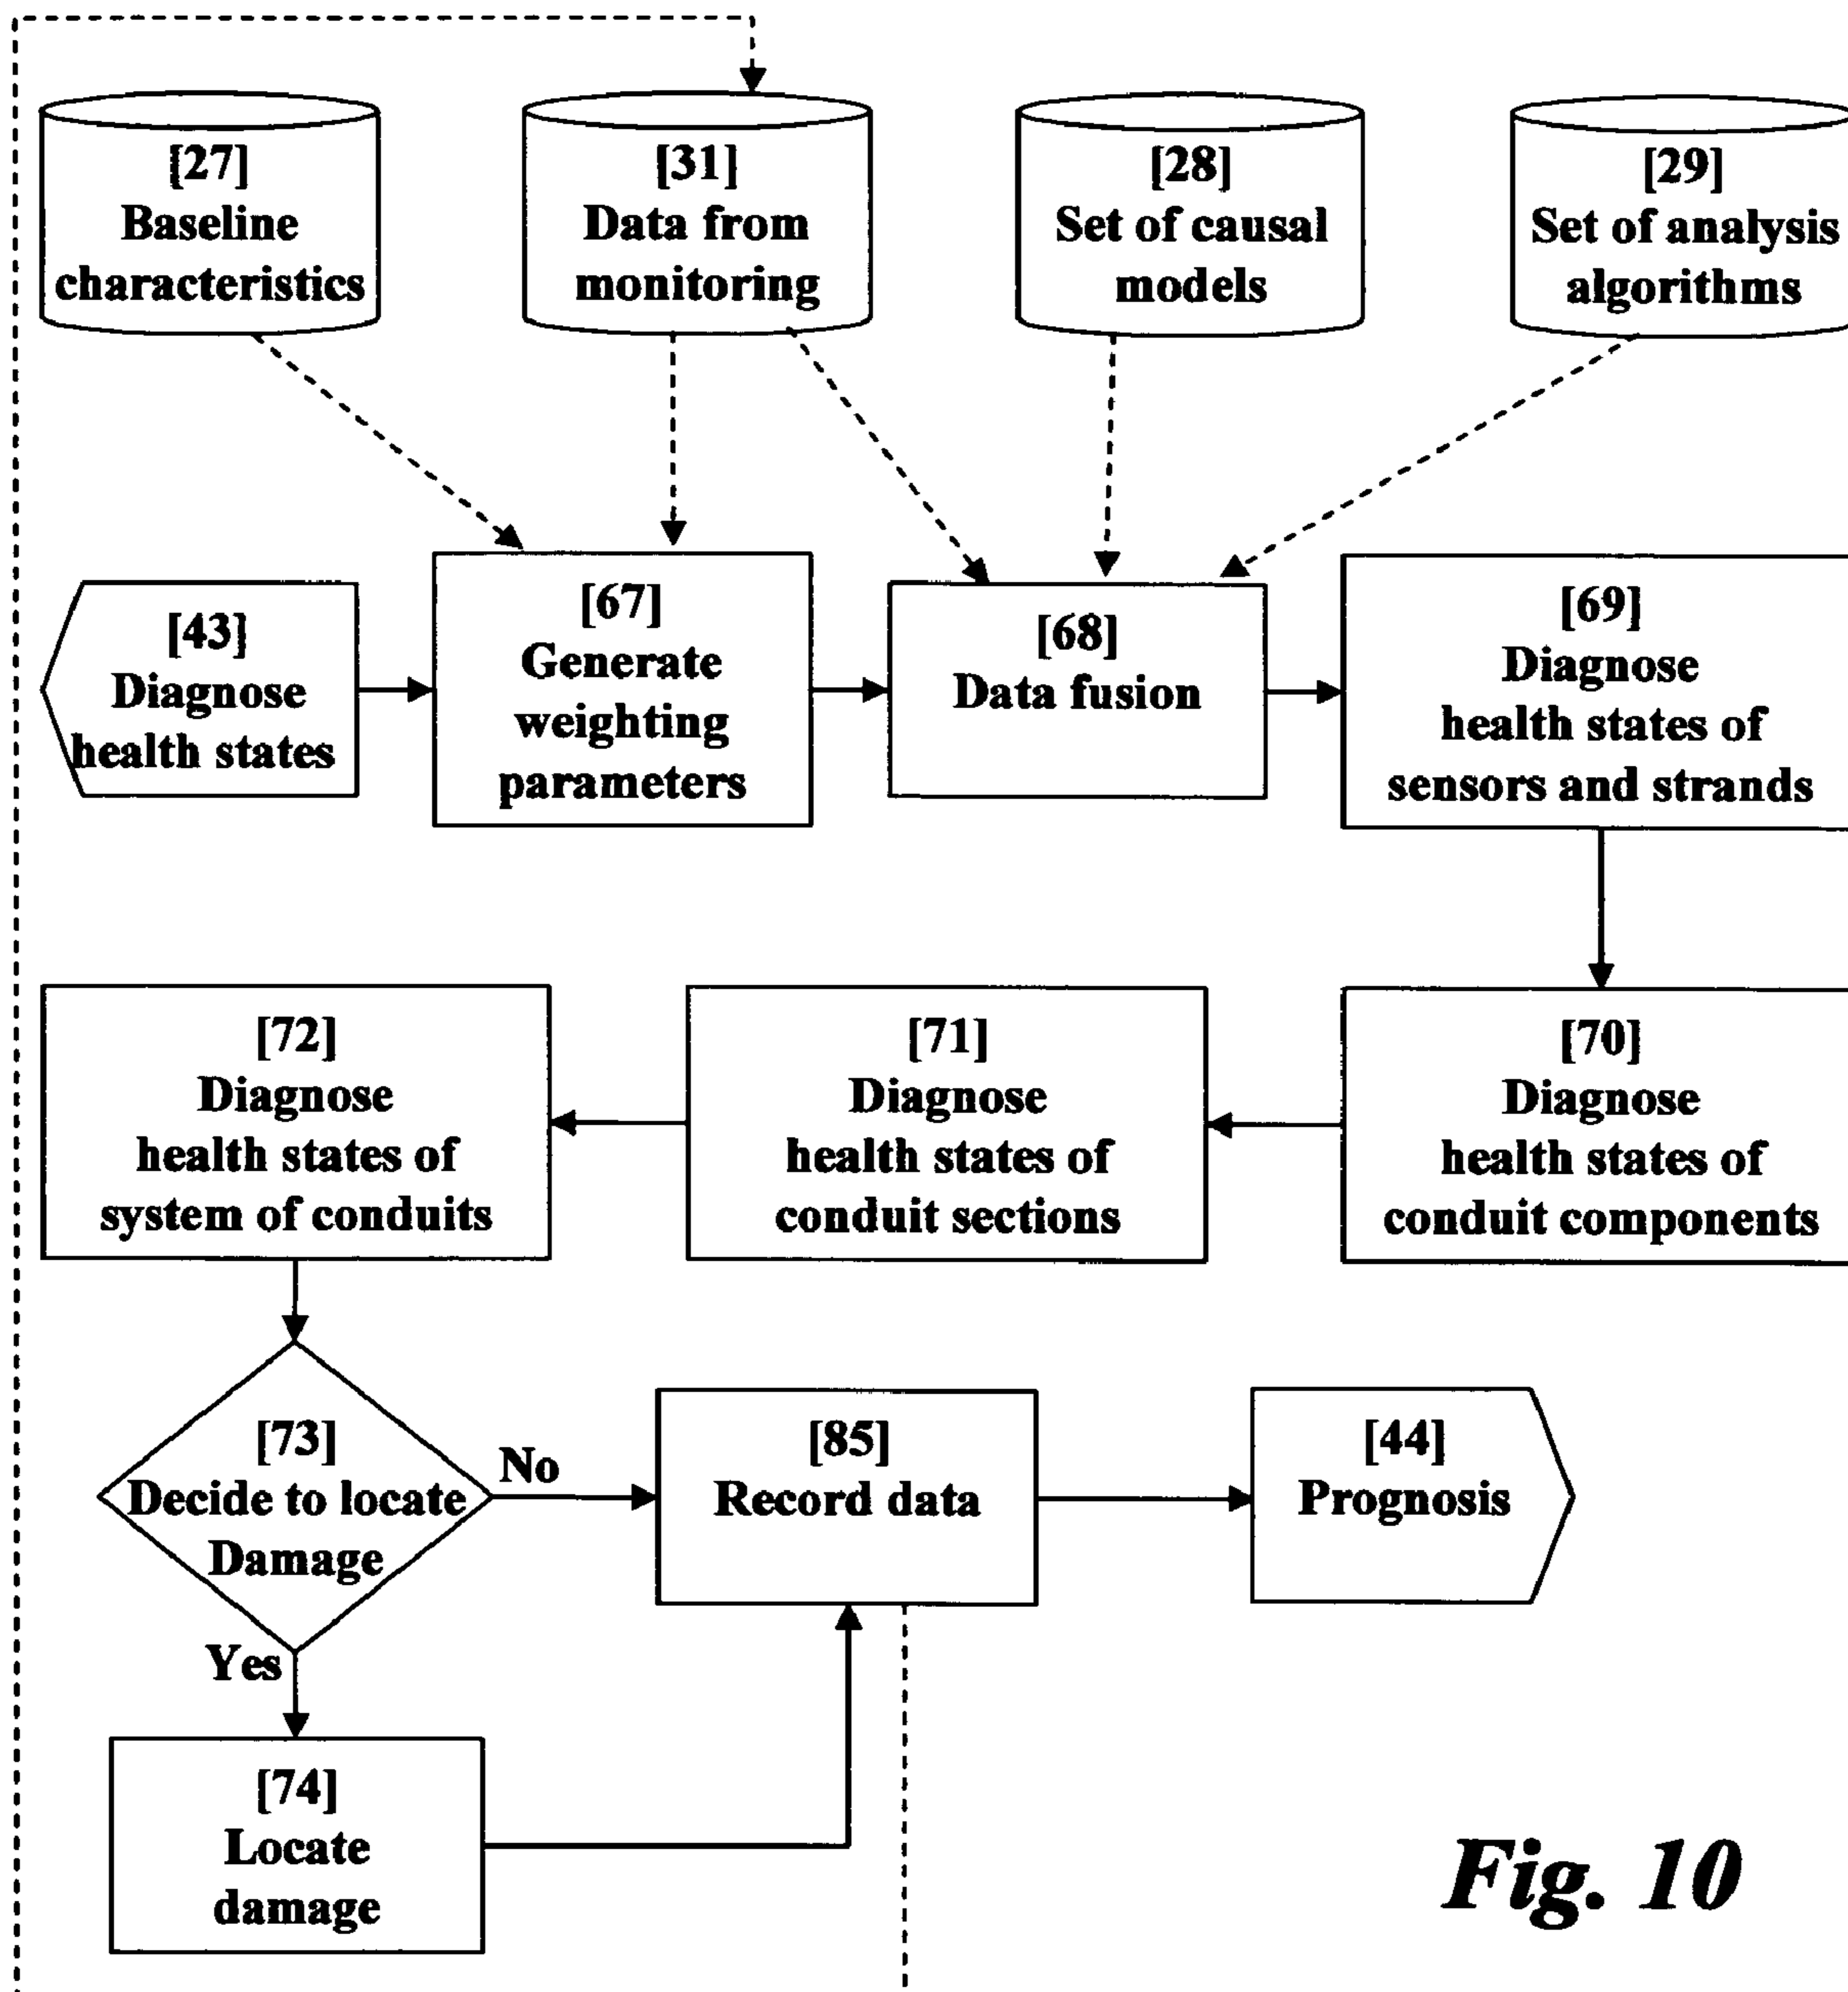 [27]
Baseline
characteristics
[31]
Data from
monitoring
[28]
Set of causal
models
[29]
Set of analysis
algorithms
[43]
Diagnose
health states
[67]
Generate
weighting
parameters
[68]
Data fusion
[69]
Diagnose
health states of
sensors and strands
[72]
Diagnose
health states of
system of conduits
[71]
Diagnose
health states of
conduit sections
[70]
Diagnose
health states of
conduit components
[73]
Decide to locate
Damage
No
Yes
[85]
Record data
[44]
Prognosis
[74]
Locate
damage
Fig. 10